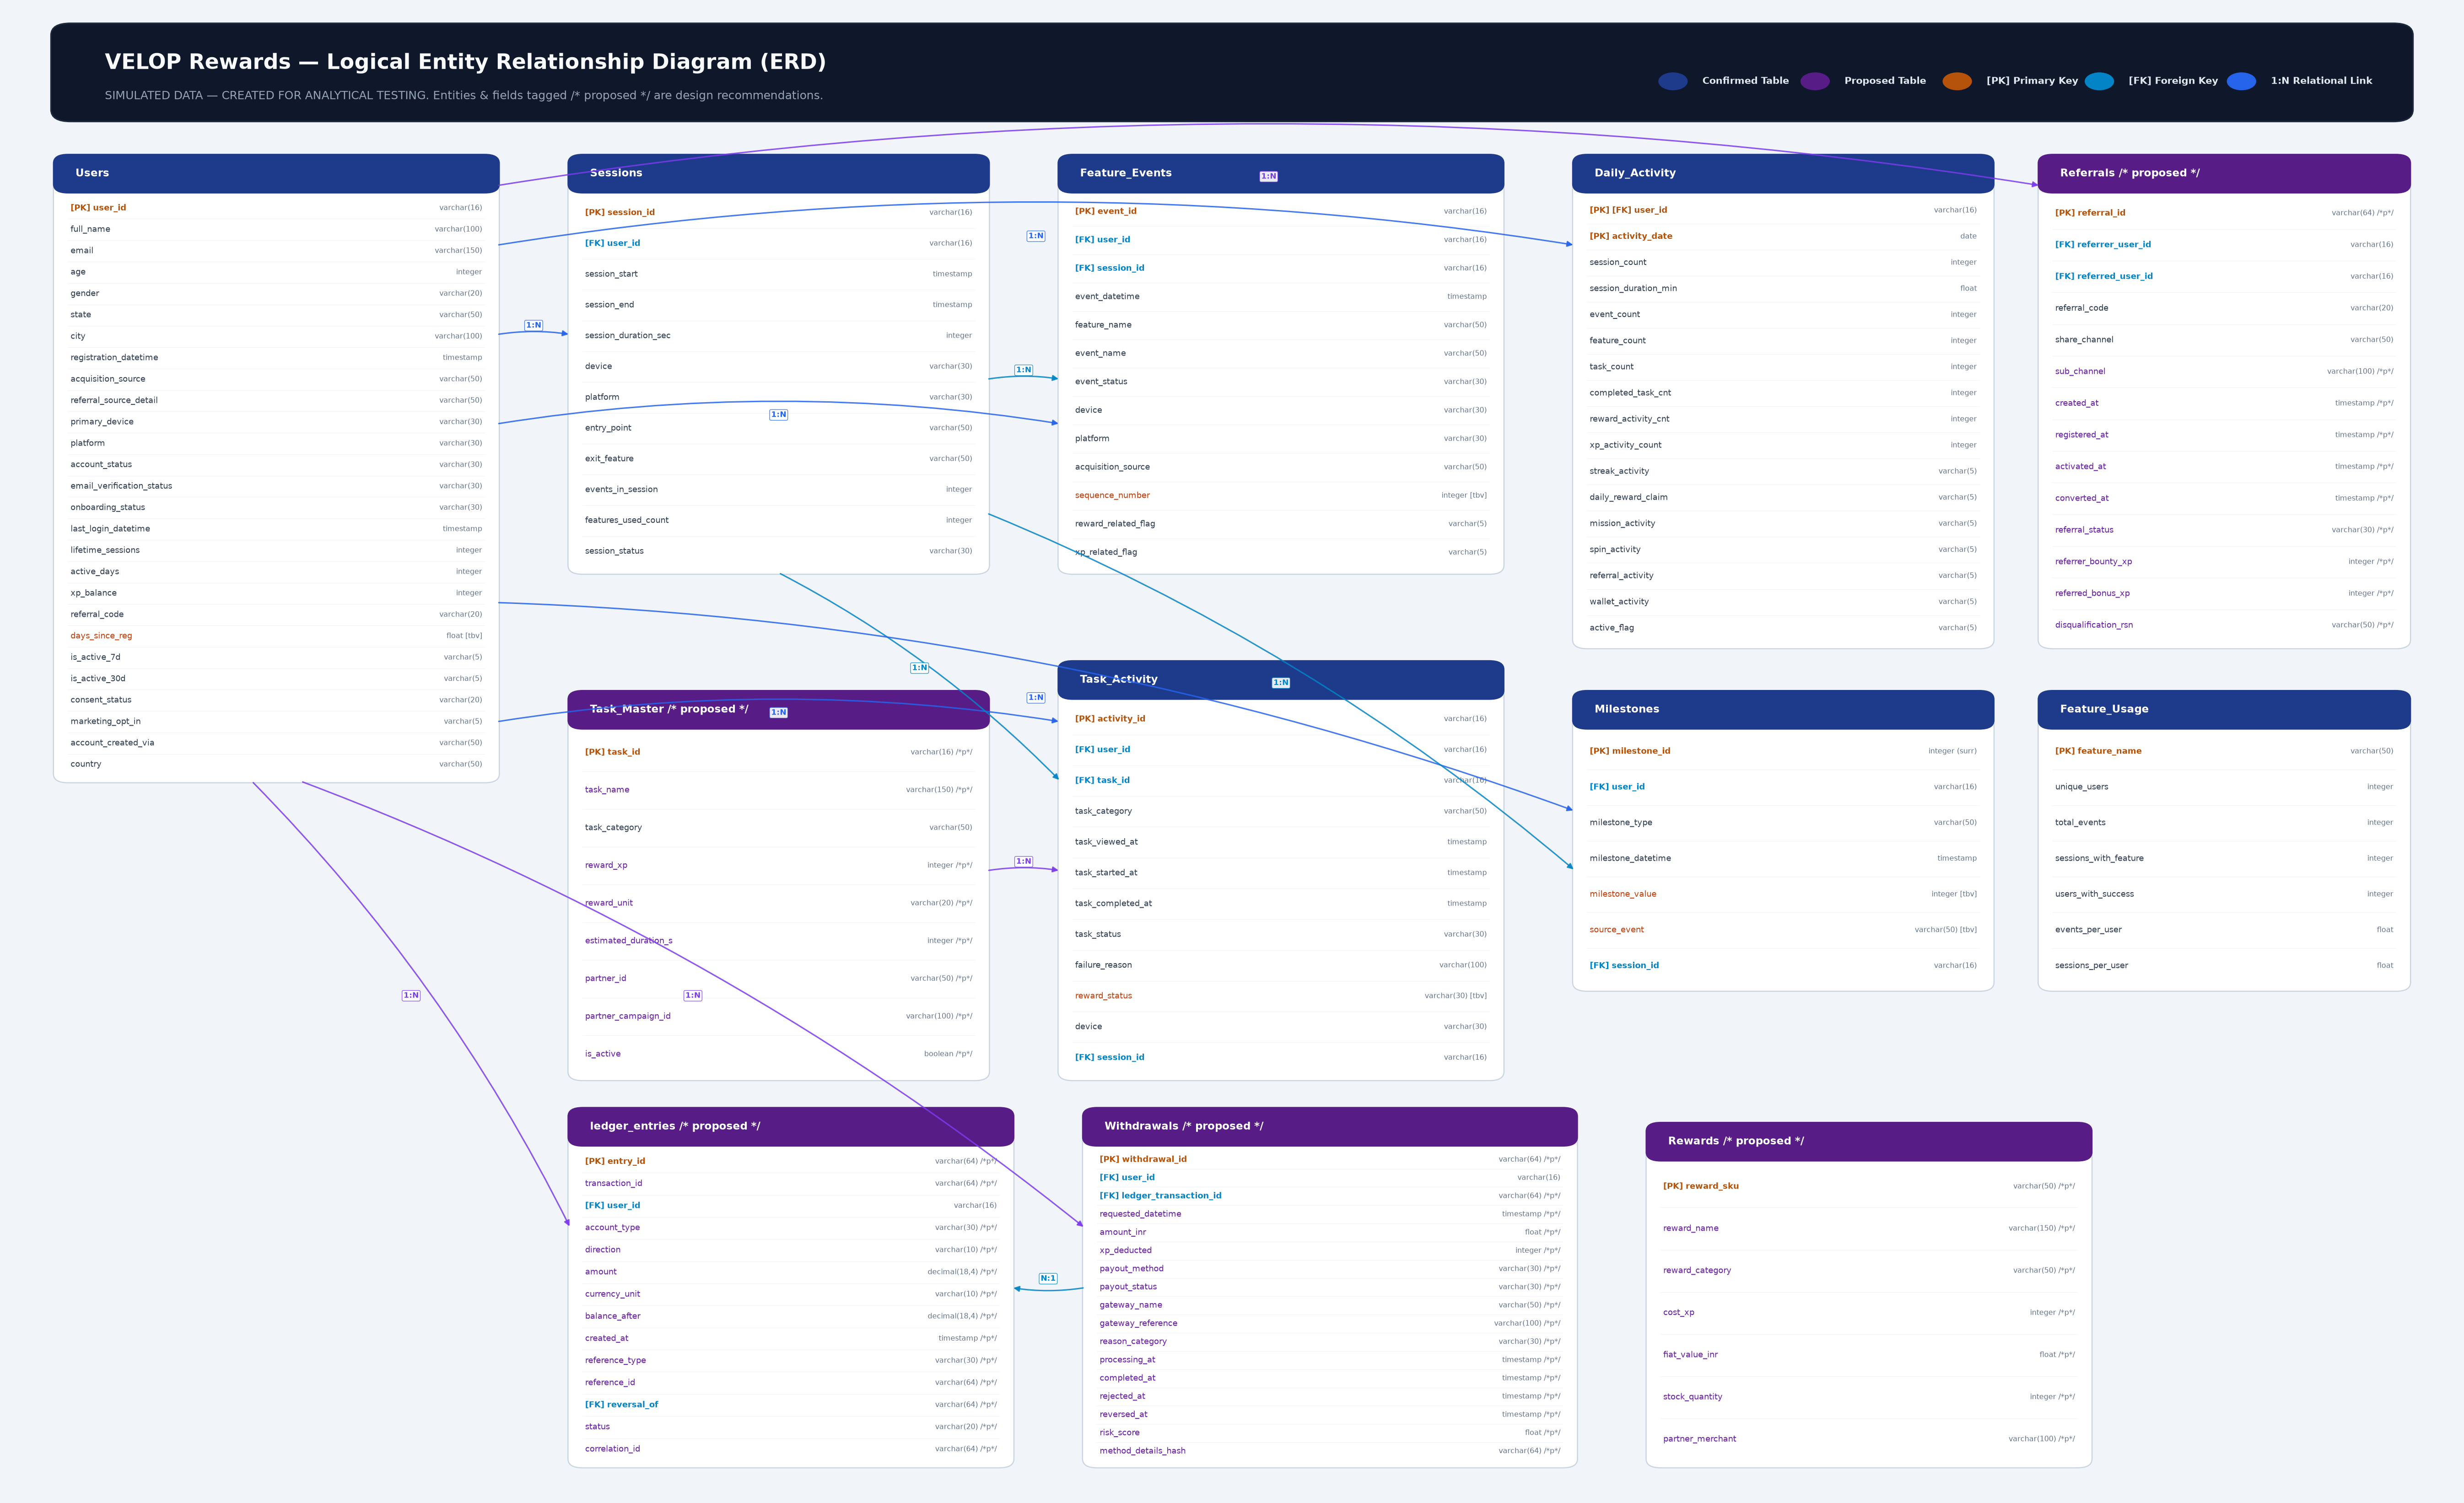 VELOP Rewards — Logical Entity Relationship Diagram (ERD)
SIMULATED DATA — CREATED FOR ANALYTICAL TESTING. Entities & fields tagged /* proposed */ are design recommendations.
Confirmed Table
Proposed Table
[PK] Primary Key
[FK] Foreign Key
1:N Relational Link
Users
[PK] user_id varchar(16)
full_name varchar(100)
email varchar(150)
age integer
gender varchar(20)
state varchar(50)
city varchar(100)
registration_datetime timestamp
acquisition_source varchar(50)
referral_source_detail varchar(50)
primary_device varchar(30)
platform varchar(30)
account_status varchar(30)
email_verification_status varchar(30)
onboarding_status varchar(30)
last_login_datetime timestamp
lifetime_sessions integer
active_days integer
xp_balance integer
referral_code varchar(20)
days_since_reg float [tbv]
is_active_7d varchar(5)
is_active_30d varchar(5)
consent_status varchar(20)
marketing_opt_in varchar(5)
account_created_via varchar(50)
country varchar(50)
1:N
Sessions
[PK] session_id varchar(16)
[FK] user_id varchar(16)
session_start timestamp
session_end timestamp
session_duration_sec integer
device varchar(30)
platform varchar(30)
1:N
entry_point varchar(50)
exit_feature varchar(50)
events_in_session integer
features_used_count integer
session_status varchar(30)
1:N
1:N
Feature_Events
1:N
[PK] event_id varchar(16)
[FK] user_id varchar(16)
[FK] session_id varchar(16)
event_datetime timestamp
feature_name varchar(50)
event_name varchar(50)
event_status varchar(30)
device varchar(30)
platform varchar(30)
acquisition_source varchar(50)
sequence_number integer [tbv]
reward_related_flag varchar(5)
xp_related_flag varchar(5)
Daily_Activity
[PK] [FK] user_id varchar(16)
[PK] activity_date date
session_count integer
session_duration_min float
event_count integer
feature_count integer
task_count integer
completed_task_cnt integer
reward_activity_cnt integer
xp_activity_count integer
streak_activity varchar(5)
daily_reward_claim varchar(5)
mission_activity varchar(5)
spin_activity varchar(5)
referral_activity varchar(5)
wallet_activity varchar(5)
active_flag varchar(5)
Referrals /* proposed */
[PK] referral_id varchar(64) /*p*/
[FK] referrer_user_id varchar(16)
[FK] referred_user_id varchar(16)
referral_code varchar(20)
share_channel varchar(50)
sub_channel varchar(100) /*p*/
created_at timestamp /*p*/
registered_at timestamp /*p*/
activated_at timestamp /*p*/
converted_at timestamp /*p*/
referral_status varchar(30) /*p*/
referrer_bounty_xp integer /*p*/
referred_bonus_xp integer /*p*/
disqualification_rsn varchar(50) /*p*/
1:N
1:N
Task_Master /* proposed */
1:N
[PK] task_id varchar(16) /*p*/
task_name varchar(150) /*p*/
task_category varchar(50)
reward_xp integer /*p*/
reward_unit varchar(20) /*p*/
estimated_duration_s integer /*p*/
partner_id varchar(50) /*p*/
1:N
partner_campaign_id varchar(100) /*p*/
is_active boolean /*p*/
1:N
Task_Activity
1:N
[PK] activity_id varchar(16)
[FK] user_id varchar(16)
[FK] task_id varchar(16)
task_category varchar(50)
task_viewed_at timestamp
task_started_at timestamp
task_completed_at timestamp
task_status varchar(30)
failure_reason varchar(100)
reward_status varchar(30) [tbv]
device varchar(30)
[FK] session_id varchar(16)
Milestones
[PK] milestone_id integer (surr)
[FK] user_id varchar(16)
milestone_type varchar(50)
milestone_datetime timestamp
milestone_value integer [tbv]
source_event varchar(50) [tbv]
[FK] session_id varchar(16)
Feature_Usage
[PK] feature_name varchar(50)
unique_users integer
total_events integer
sessions_with_feature integer
users_with_success integer
events_per_user float
sessions_per_user float
1:N
ledger_entries /* proposed */
[PK] entry_id varchar(64) /*p*/
transaction_id varchar(64) /*p*/
[FK] user_id varchar(16)
account_type varchar(30) /*p*/
direction varchar(10) /*p*/
amount decimal(18,4) /*p*/
currency_unit varchar(10) /*p*/
balance_after decimal(18,4) /*p*/
created_at timestamp /*p*/
reference_type varchar(30) /*p*/
reference_id varchar(64) /*p*/
[FK] reversal_of varchar(64) /*p*/
status varchar(20) /*p*/
correlation_id varchar(64) /*p*/
N:1
Withdrawals /* proposed */
[PK] withdrawal_id varchar(64) /*p*/
[FK] user_id varchar(16)
[FK] ledger_transaction_id varchar(64) /*p*/
requested_datetime timestamp /*p*/
amount_inr float /*p*/
xp_deducted integer /*p*/
payout_method varchar(30) /*p*/
payout_status varchar(30) /*p*/
gateway_name varchar(50) /*p*/
gateway_reference varchar(100) /*p*/
reason_category varchar(30) /*p*/
processing_at timestamp /*p*/
completed_at timestamp /*p*/
rejected_at timestamp /*p*/
reversed_at timestamp /*p*/
risk_score float /*p*/
method_details_hash varchar(64) /*p*/
Rewards /* proposed */
[PK] reward_sku varchar(50) /*p*/
reward_name varchar(150) /*p*/
reward_category varchar(50) /*p*/
cost_xp integer /*p*/
fiat_value_inr float /*p*/
stock_quantity integer /*p*/
partner_merchant varchar(100) /*p*/